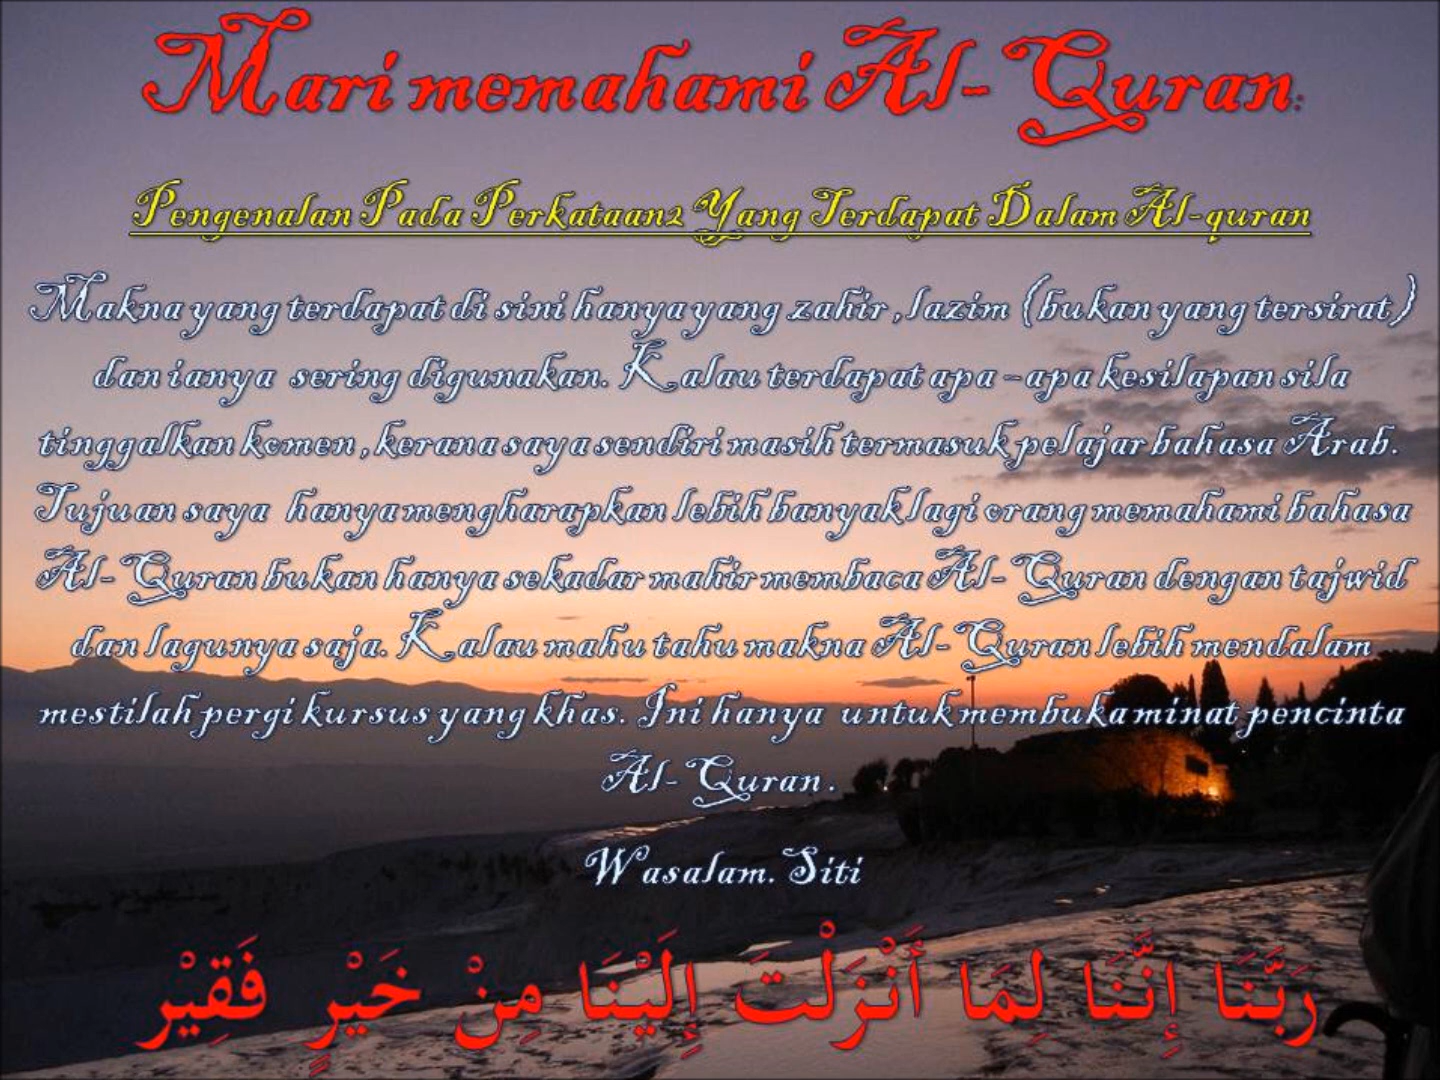 Mari memahami Al-Quran:
Pengenalan Pada Perkataan2 Yang Terdapat Dalam Al-quran
Makna yang terdapat di sini hanya yang zahir , lazim (bukan yang tersirat)
dan ianya sering digunakan. Kalau terdapat apa –apa kesilapan sila
tinggalkan komen , kerana saya sendiri masih termasuk pelajar bahasa Arab.
Tujuan saya hanya mengharapkan lebih banyak lagi orang memahami bahasa
Al-Quran bukan hanya sekadar mahir membaca Al-Quran dengan tajwid
dan lagunya saja. Kalau mahu tahu makna Al-Quran lebih mendalam
mestilah pergi kursus yang khas. Ini hanya untuk membuka minat pencinta
Al-Quran .
Wasalam. Siti
رَبَّنَا إِنَّنَا لِمَا أَنْزَلْتَ إِلَيْنَا مِنْ خَيْرٍ فَقِيْر